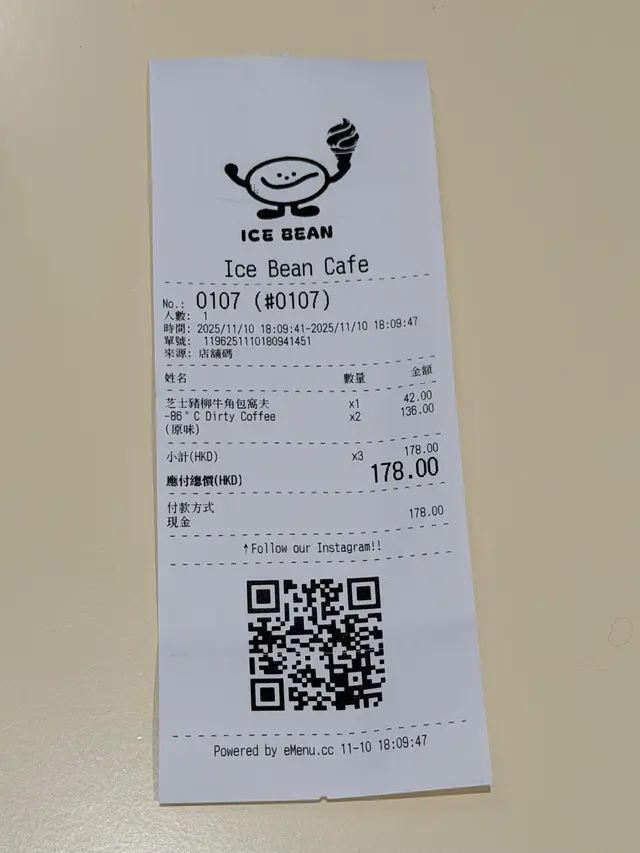 ICE BEAN
Ice Bean Cafe
No.: 0107 (#0107)
人數: 1
時間: 2025/11/10 18:09:41-2025/11/10 18:09:47
單號: 1196251110180941451
來源: 店舖碼
姓名 數量 金額
芝士豬柳牛角包窩夫 x1 42.00
-86°C Dirty Coffee x2 136.00
(原味)
小計(HKD) x3 178.00
應付總價(HKD) 178.00
付款方式
現金 178.00
↑Follow our Instagram!!
Powered by eMenu.cc 11-10 18:09:47